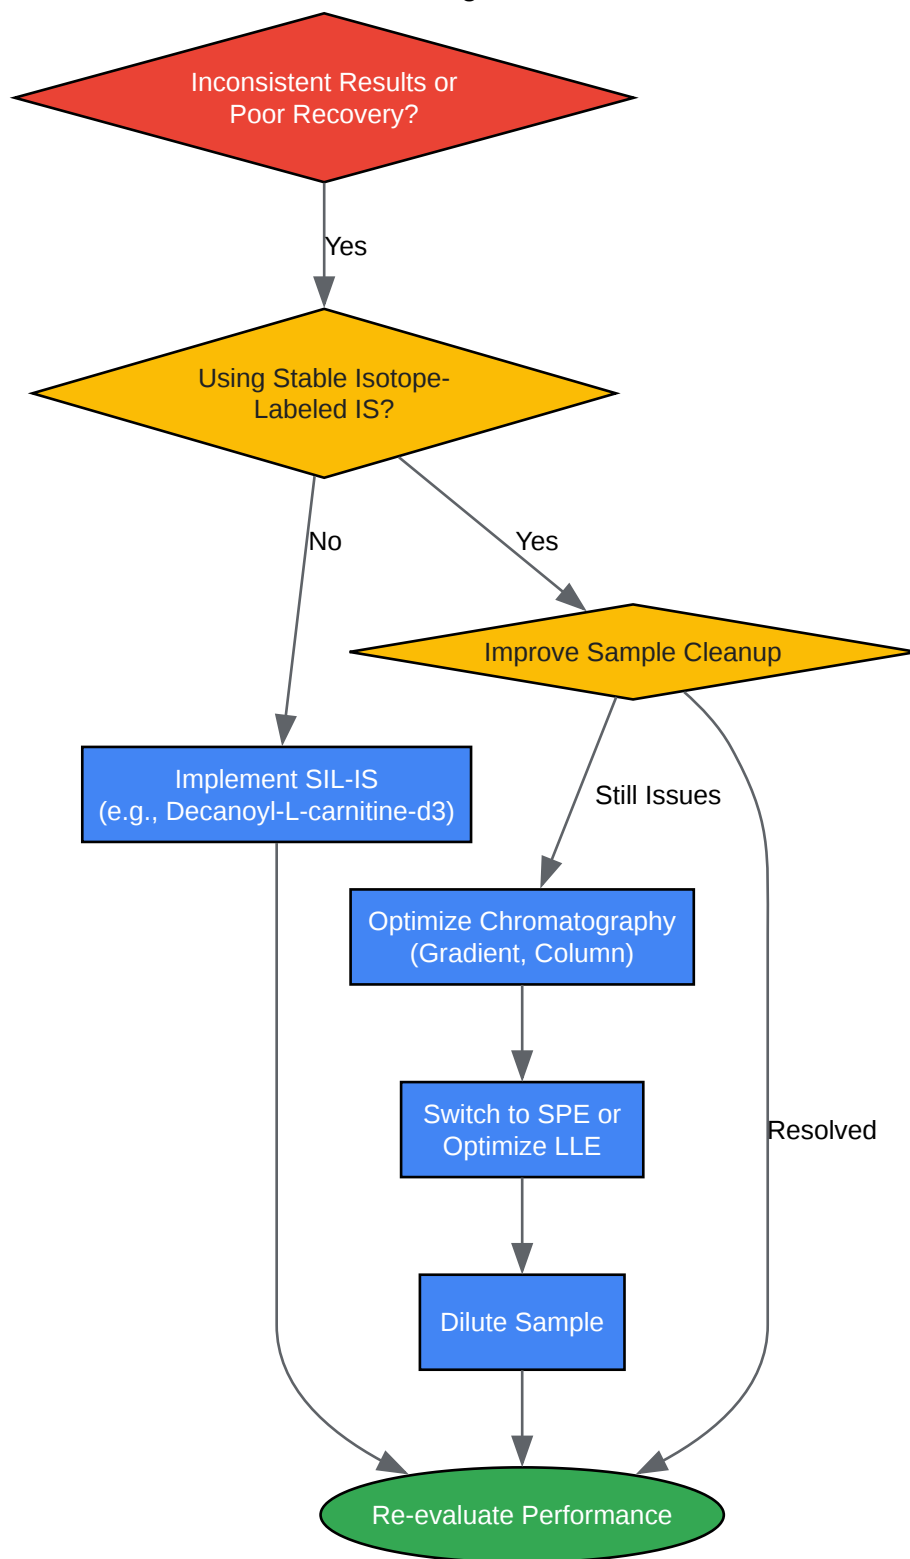 Inconsistent Results or
Poor Recovery?
Yes
Using Stable Isotope-
Labeled IS?
No
Yes
Improve Sample Cleanup
Implement SIL-IS
(e.g., Decanoyl-L-carnitine-d3)
Still Issues
Optimize Chromatography
(Gradient, Column)
Switch to SPE or
Optimize LLE
Resolved
Dilute Sample
Re-evaluate Performance